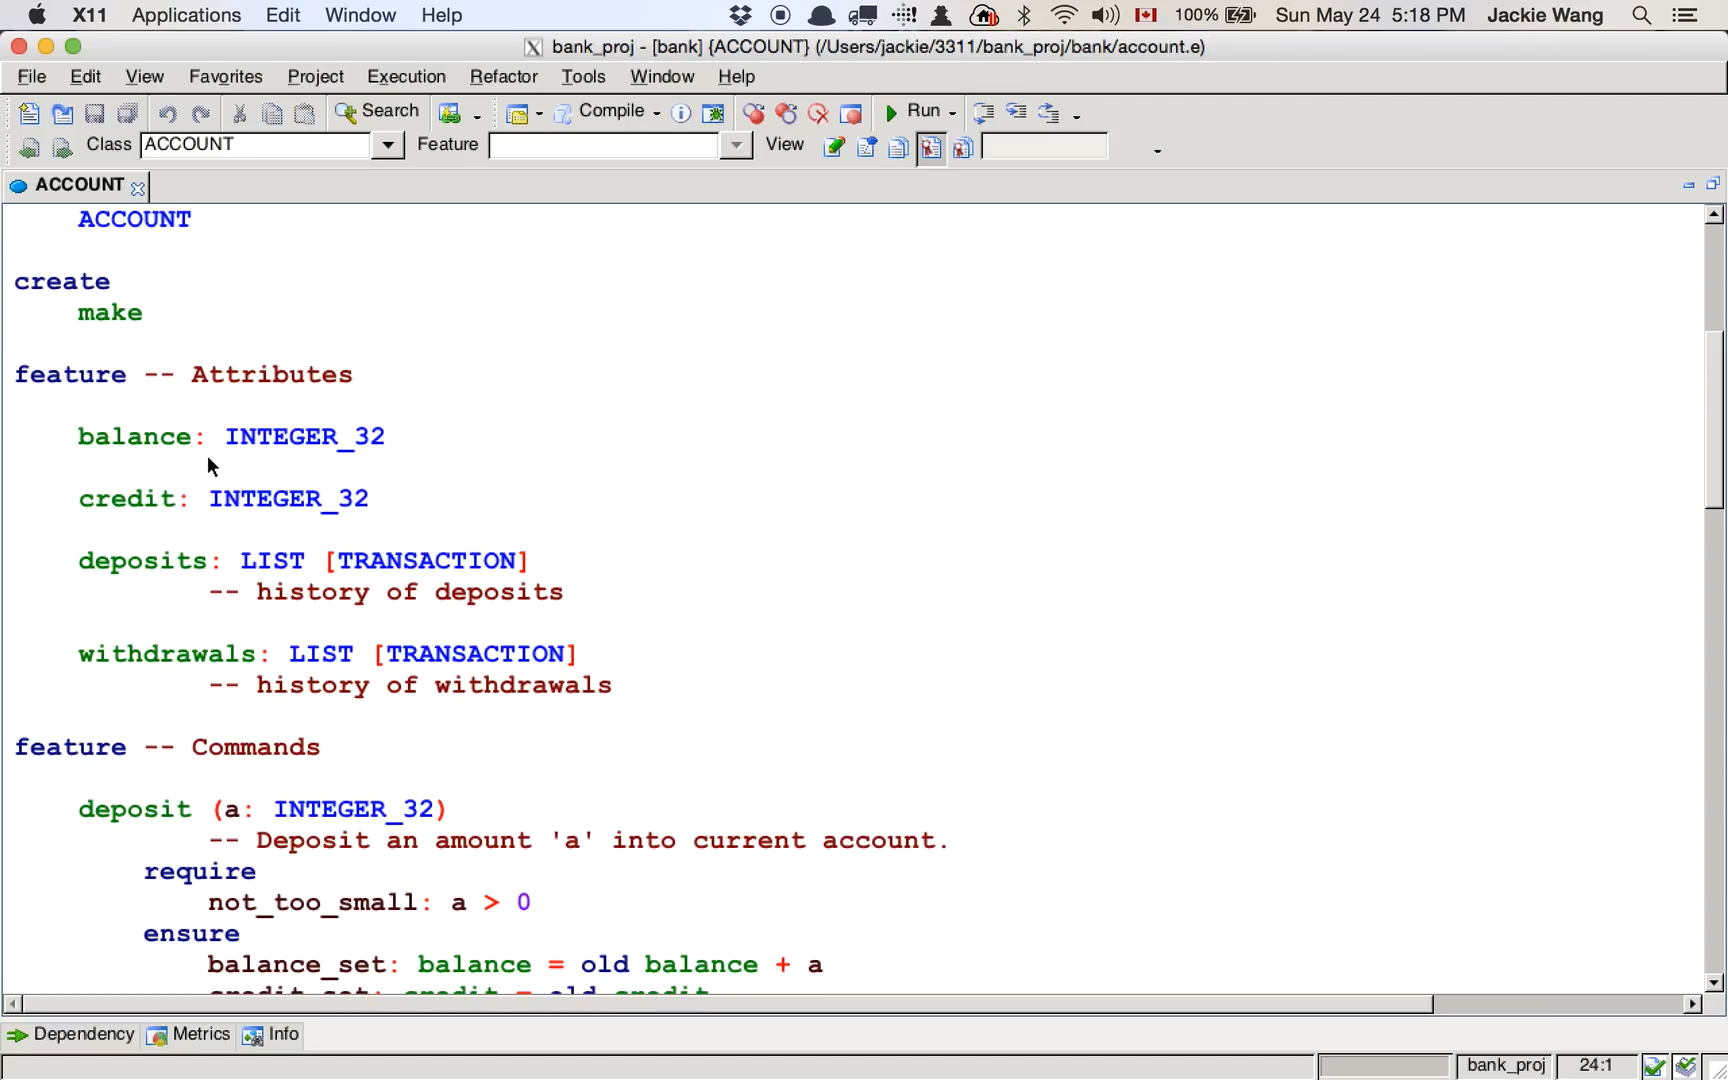 X11 Applications Edit Window Help 100% Sun May 24 5:18 PM Jackie Wang
bank_proj - [bank] {ACCOUNT} (/Users/jackie/3311/bank_proj/bank/account.e)
File Edit View Favorites Project Execution Refactor Tools Window Help
Search Compile Run
Class ACCOUNT Feature View
ACCOUNT
ACCOUNT
create
make
feature -- Attributes
balance: INTEGER_32
credit: INTEGER_32
deposits: LIST [TRANSACTION]
-- history of deposits
withdrawals: LIST [TRANSACTION]
-- history of withdrawals
feature -- Commands
deposit (a: INTEGER_32)
-- Deposit an amount 'a' into current account.
require
not_too_small: a > 0
ensure
balance_set: balance = old balance + a
credit_set: credit = old credit
Dependency Metrics Info
bank_proj 24:1